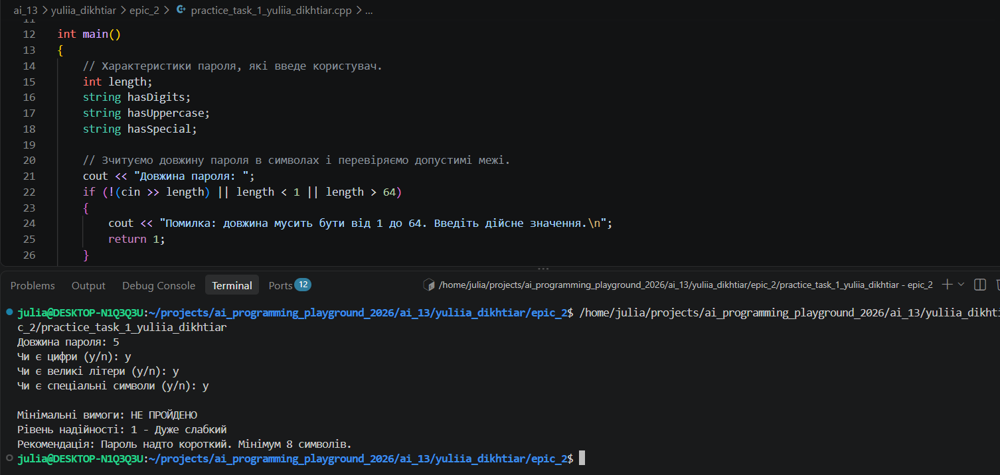 ai_13 > yuliia_dikhtiar > epic_2 > practice_task_1_yuliia_dikhtiar.cpp > ...
11
12 int main()
13 {
14 // Характеристики пароля, які введе користувач.
15 int length;
16 string hasDigits;
17 string hasUppercase;
18 string hasSpecial;
19
20 // Зчитуємо довжину пароля в символах і перевіряємо допустимі межі.
21 cout << "Довжина пароля: ";
22 if (!(cin >> length) || length < 1 || length > 64)
23 {
24 cout << "Помилка: довжина мусить бути від 1 до 64. Введіть дійсне значення.\n";
25 return 1;
26 }
Problems Output Debug Console Terminal Ports 12 /home/julia/projects/ai_programming_playground_2026/ai_13/yuliia_dikhtiar/epic_2/practice_task_1_yuliia_dikhtiar - epic_2
julia@DESKTOP-N1Q3Q3U:~/projects/ai_programming_playground_2026/ai_13/yuliia_dikhtiar/epic_2$ /home/julia/projects/ai_programming_playground_2026/ai_13/yuliia_dikhti
c_2/practice_task_1_yuliia_dikhtiar
Довжина пароля: 5
Чи є цифри (y/n): y
Чи є великі літери (y/n): y
Чи є спеціальні символи (y/n): y
Мінімальні вимоги: НЕ ПРОЙДЕНО
Рівень надійності: 1 - Дуже слабкий
Рекомендація: Пароль надто короткий. Мінімум 8 символів.
julia@DESKTOP-N1Q3Q3U:~/projects/ai_programming_playground_2026/ai_13/yuliia_dikhtiar/epic_2$